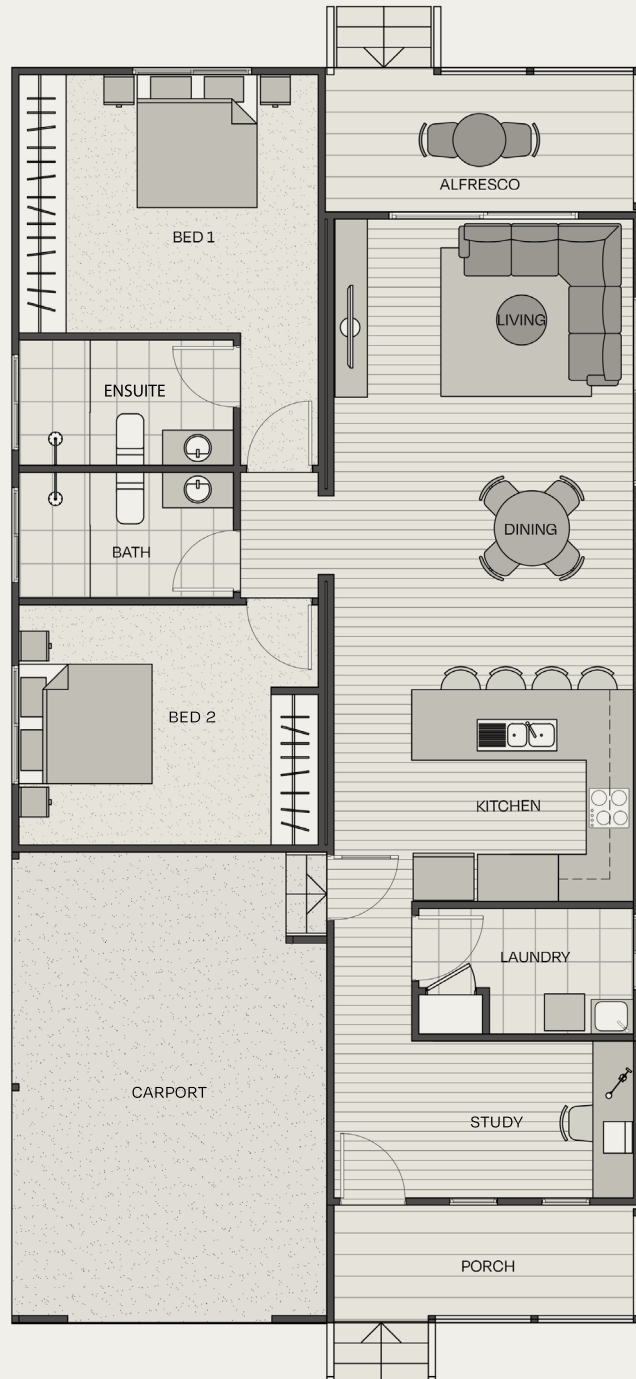 ALFRESCO
BED 1
LIVING
ENSUITE
DINING
BATH
BED 2
KITCHEN
LAUNDRY
CARPORT
STUDY
PORCH